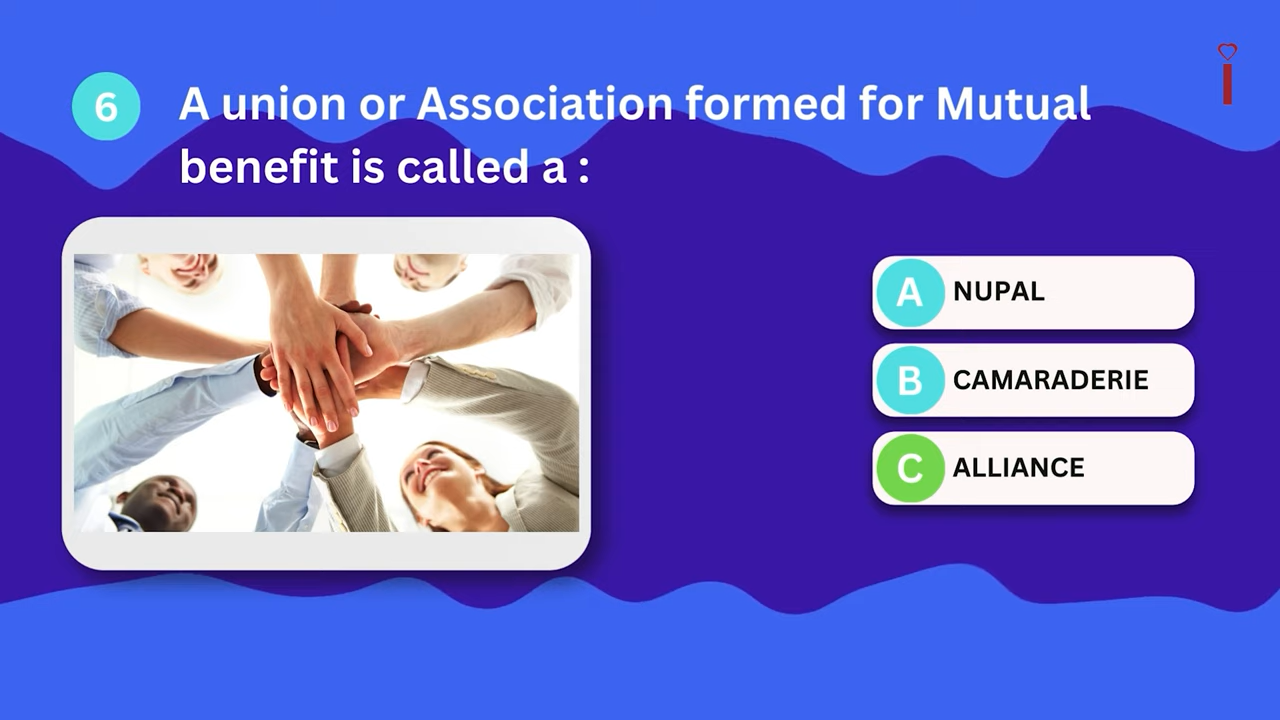 6
A union or Association formed for Mutual
benefit is called a :
A NUPAL
B CAMARADERIE
C ALLIANCE